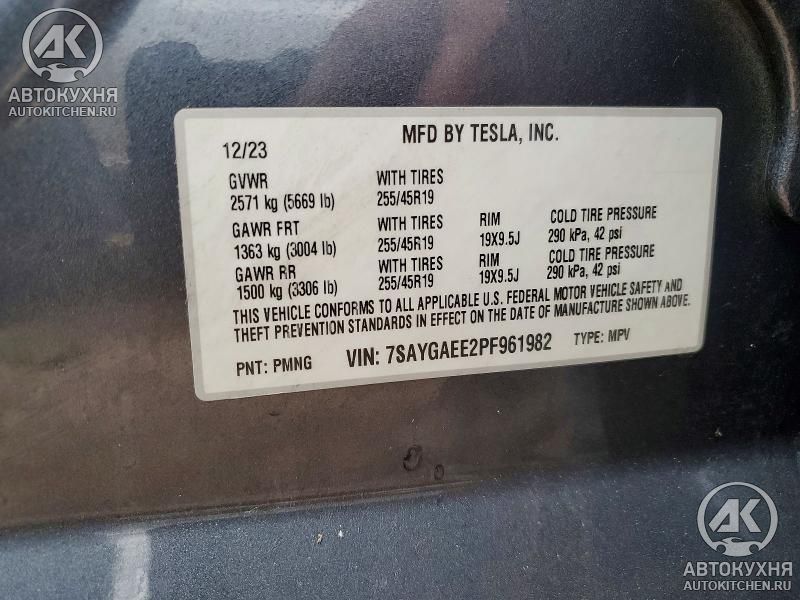 AK
АВТОКУХНЯ
AUTOKITCHEN.RU
MFD BY TESLA, INC.
12/23
GVWR WITH TIRES
2571 kg (5669 lb) 255/45R19
GAWR FRT WITH TIRES RIM COLD TIRE PRESSURE
1363 kg (3004 lb) 255/45R19 19X9.5J 290 kPa, 42 psi
GAWR RR WITH TIRES RIM COLD TIRE PRESSURE
1500 kg (3306 lb) 255/45R19 19X9.5J 290 kPa, 42 psi
THIS VEHICLE CONFORMS TO ALL APPLICABLE U.S. FEDERAL MOTOR VEHICLE SAFETY AND
THEFT PREVENTION STANDARDS IN EFFECT ON THE DATE OF MANUFACTURE SHOWN ABOVE.
PNT: PMNG VIN: 7SAYGAEE2PF961982 TYPE: MPV
AK
АВТОКУХНЯ
AUTOKITCHEN.RU